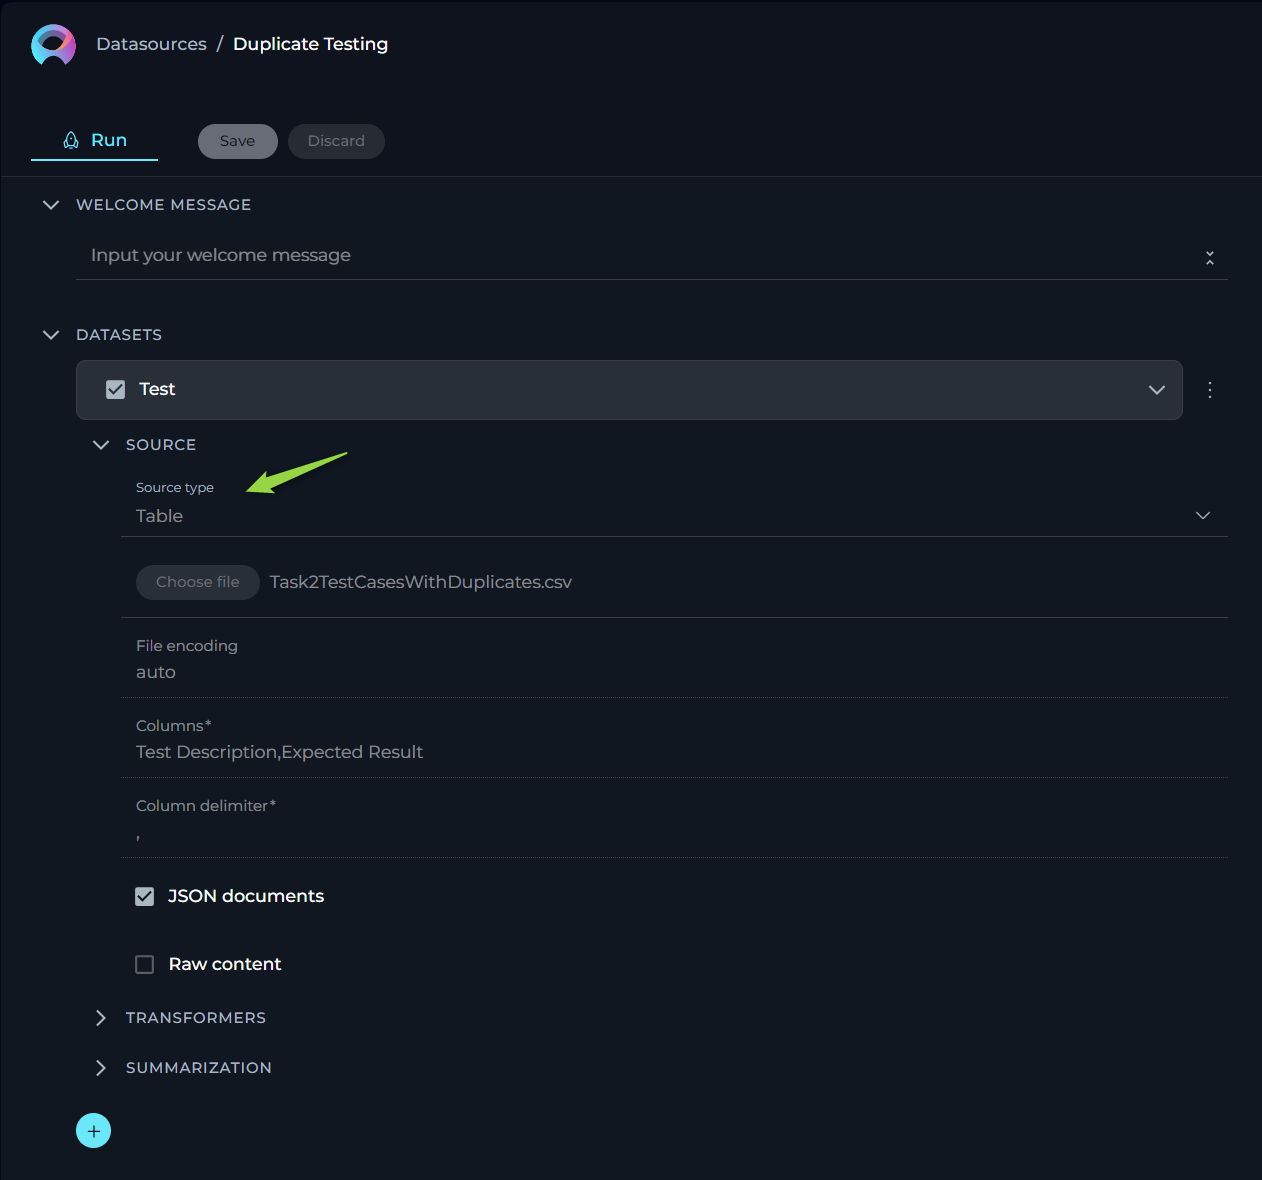 Datasources / Duplicate Testing
Run Save Discard
WELCOME MESSAGE
Input your welcome message
DATASETS
Test
SOURCE
Source type
Table
Choose file Task2TestCasesWithDuplicates.csv
File encoding
auto
Columns*
Test Description,Expected Result
Column delimiter*
,
JSON documents
Raw content
TRANSFORMERS
SUMMARIZATION